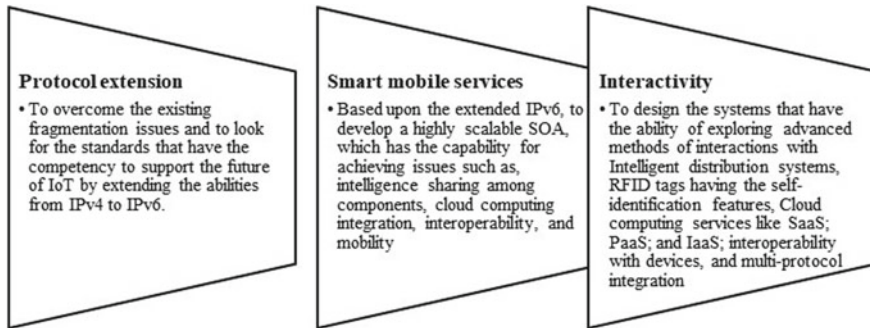 Protocol extension
• To overcome the existing
fragmentation issues and to look
for the standards that have the
competency to support the future
of IoT by extending the abilities
from IPv4 to IPv6.
Smart mobile services
• Based upon the extended IPv6, to
develop a highly scalable SOA,
which has the capability for
achieving issues such as,
intelligence sharing among
components, cloud computing
integration, interoperability, and
mobility
Interactivity
• To design the systems that have
the ability of exploring advanced
methods of interactions with
Intelligent distribution systems,
RFID tags having the self-
identification features, Cloud
computing services like SaaS;
PaaS; and IaaS; interoperability
with devices, and multi-protocol
integration